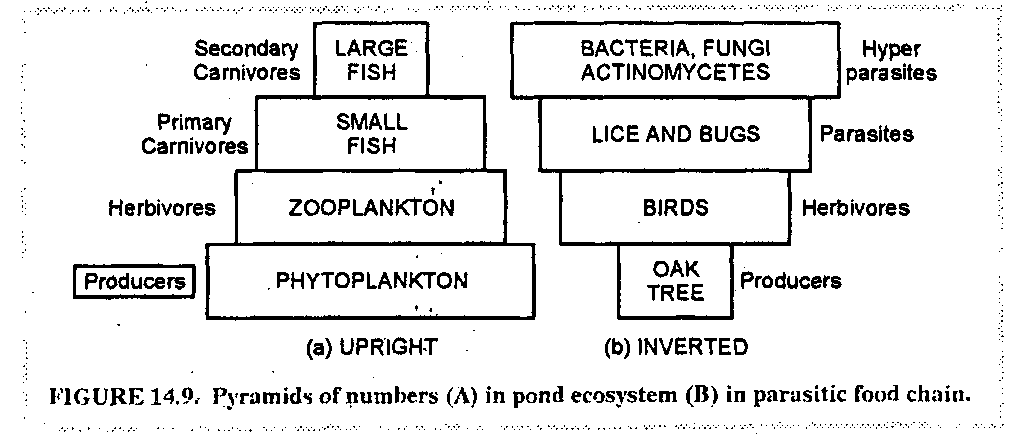 Secondary
Carnivores
LARGE
FISH
BACTERIA, FUNGI
ACTINOMYCETES
Hyper
parasites
Primary
Carnivores
SMALL
FISH
LICE AND BUGS
Parasites
Herbivores
ZOOPLANKTON
BIRDS
Herbivores
Producers
PHYTOPLANKTON
OAK
TREE
Producers
(a) UPRIGHT
(b) INVERTED
FIGURE 14.9. Pyramids of numbers (A) in pond ecosystem (B) in parasitic food chain.